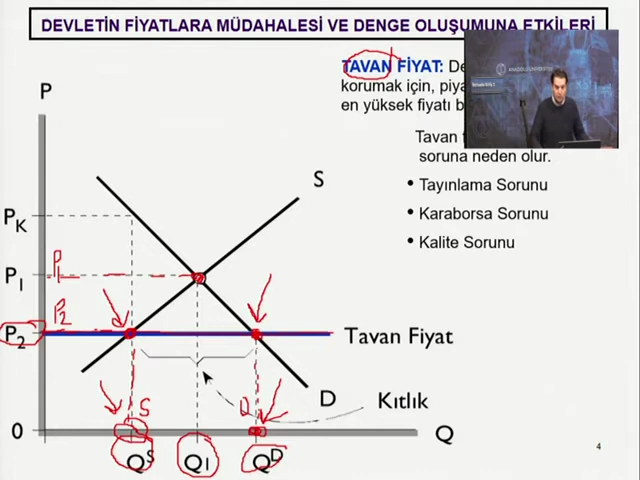 DEVLETİN FİYATLARA MÜDAHALESİ VE DENGE OLUŞUMUNA ETKİLERİ
TAVAN FİYAT: De
korumak için, piya
en yüksek fiyatı b
Tavan
soruna neden olur.
• Tayınlama Sorunu
• Karaborsa Sorunu
• Kalite Sorunu
P
S
PK
P1
P1
P2
P2
Tavan Fiyat
S
D
D
Kıtlık
0
Q
QS
Q1
QD
4